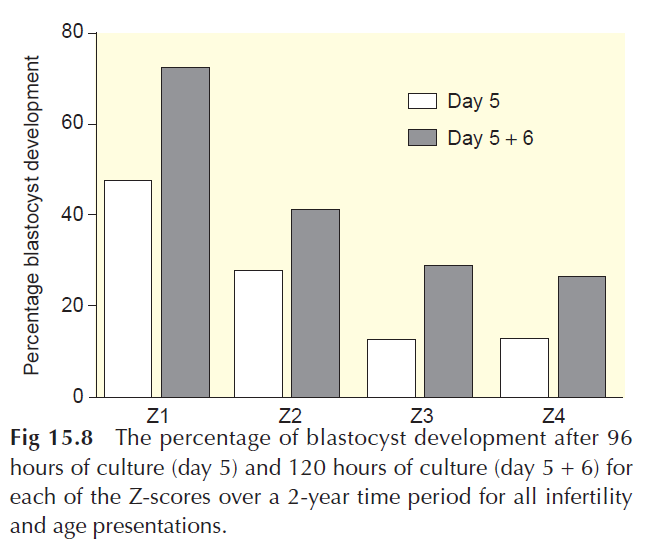 Percentage blastocyst development
80
60
40
20
0
Day 5
Day 5 + 6
Z1 Z2 Z3 Z4
Fig 15.8 The percentage of blastocyst development after 96
hours of culture (day 5) and 120 hours of culture (day 5 + 6) for
each of the Z-scores over a 2-year time period for all infertility
and age presentations.